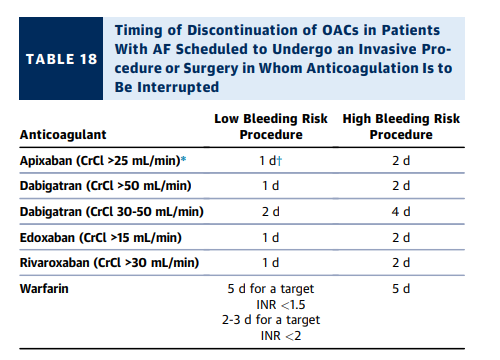 TABLE 18
Timing of Discontinuation of OACs in Patients
With AF Scheduled to Undergo an Invasive Pro-
cedure or Surgery in Whom Anticoagulation Is to
Be Interrupted
Anticoagulant
Low Bleeding Risk
Procedure
High Bleeding Risk
Procedure
Apixaban (CrCl >25 mL/min)* 1 d† 2 d
Dabigatran (CrCl >50 mL/min) 1 d 2 d
Dabigatran (CrCl 30-50 mL/min) 2 d 4 d
Edoxaban (CrCl >15 mL/min) 1 d 2 d
Rivaroxaban (CrCl >30 mL/min) 1 d 2 d
Warfarin 5 d for a target 5 d
INR <1.5
2-3 d for a target
INR <2